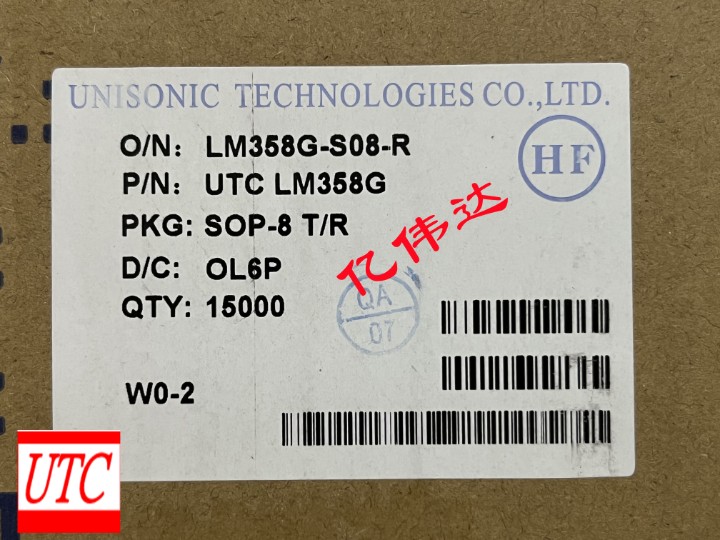 UNISONIC TECHNOLOGIES CO.,LTD.
O/N: LM358G-S08-R
HF
P/N: UTC LM358G
PKG: SOP-8 T/R
亿伟达
D/C: OL6P
QA
QTY: 15000
07
W0-2
UTC